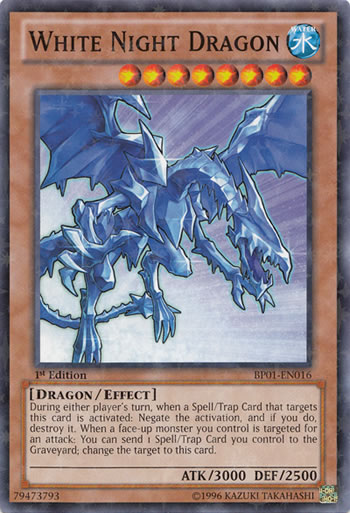 WHITE NIGHT DRAGON
WATER
水
1st Edition
BP01-EN016
[DRAGON/EFFECT]
During either player's turn, when a Spell/Trap Card that targets
this card is activated: Negate the activation, and if you do,
destroy it. When a face-up monster you control is targeted for
an attack: You can send 1 Spell/Trap Card you control to the
Graveyard; change the target to this card.
ATK/3000 DEF/2500
79473793
©1996 KAZUKI TAKAHASHI